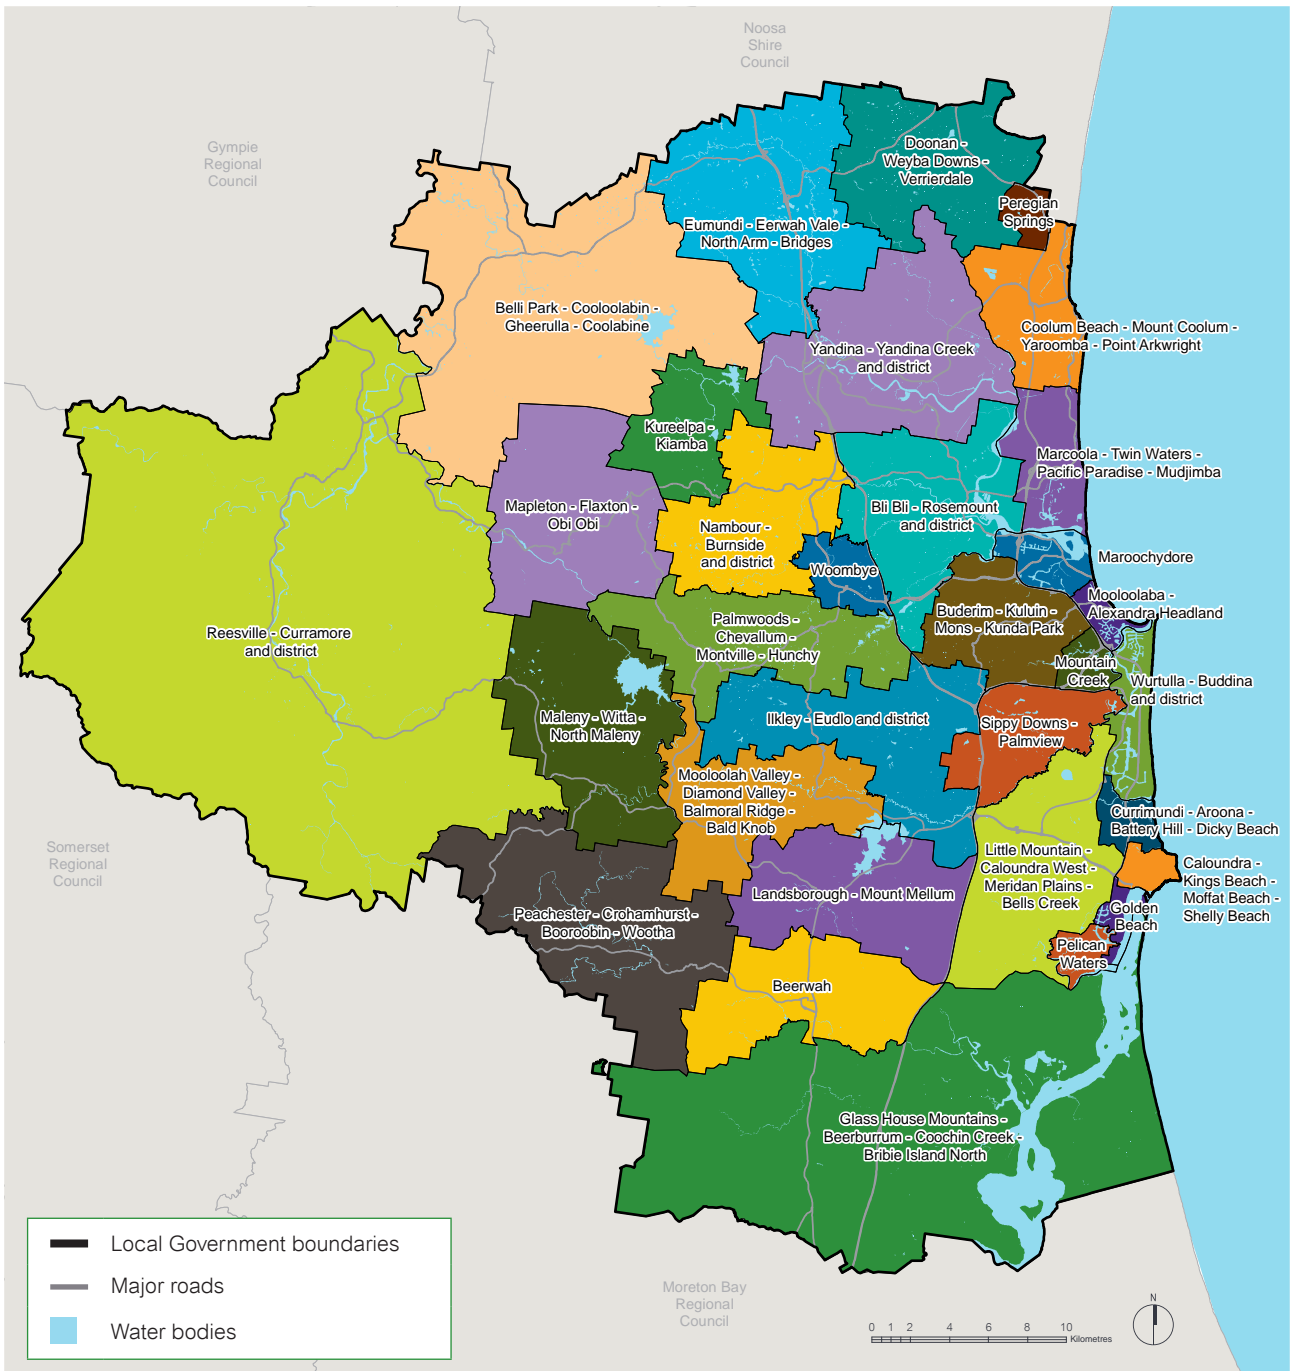 Noosa
Shire
Council
Gympie
Regional
Council
Doonan -
Weyba Downs -
Verrierdale
Peregian
Springs
Eumundi - Eerwah Vale -
North Arm - Bridges
Belli Park - Cooloolabin -
Gheerulla - Coolabine
Coolum Beach - Mount Coolum -
Yaroomba - Point Arkwright
Yandina - Yandina Creek
and district
Kureelpa -
Kiamba
Marcoola - Twin Waters -
Pacific Paradise - Mudjimba
Mapleton - Flaxton -
Obi Obi
Bli Bli - Rosemount
and district
Nambour -
Burnside
and district
Woombye
Maroochydore
Mooloolaba -
Alexandra Headland
Buderim - Kuluin -
Mons - Kunda Park
Palmwoods -
Chevallum -
Montville - Hunchy
Reesville - Curramore
and district
Mountain
Creek
Wurtulla - Buddina
and district
Maleny - Witta -
North Maleny
Ilkley - Eudlo and district
Sippy Downs -
Palmview
Mooloolah Valley -
Diamond Valley -
Balmoral Ridge -
Bald Knob
Currimundi - Aroona -
Battery Hill - Dicky Beach
Somerset
Regional
Council
Little Mountain -
Caloundra West -
Meridan Plains -
Bells Creek
Caloundra -
Kings Beach -
Moffat Beach -
Shelly Beach
Landsborough - Mount Mellum
Golden
Beach
Peachester - Crohamhurst -
Booroobin - Wootha
Pelican
Waters
Beerwah
Glass House Mountains -
Beerburrum - Coochin Creek -
Bribie Island North
Local Government boundaries
Major roads
Water bodies
Moreton Bay
Regional
Council
N
0 1 2 4 6 8 10
Kilometres